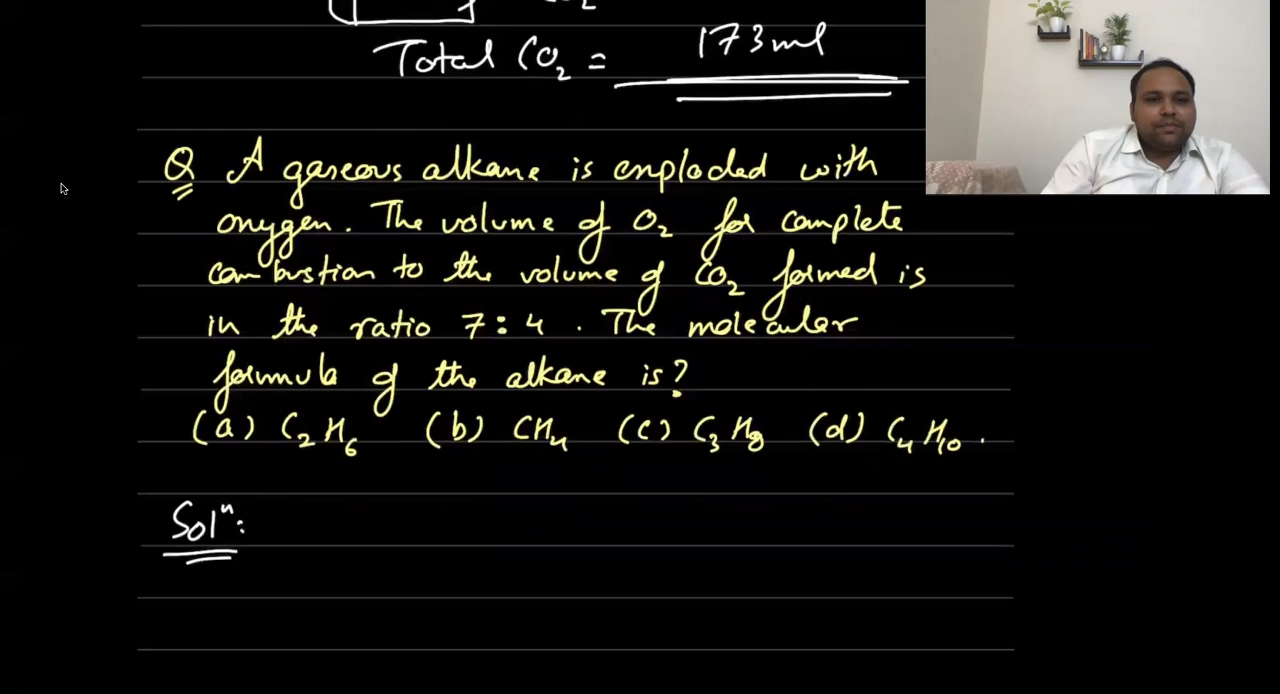 Total CO₂ = 173ml
Q A gaseous alkane is exploded with
oxygen. The volume of O₂ for complete
combustion to the volume of CO₂ formed is
in the ratio 7:4. The molecular
formula of the alkane is?
(a) C₂H₆ (b) CH₄ (c) C₃H₈ (d) C₄H₁₀.
Solⁿ: